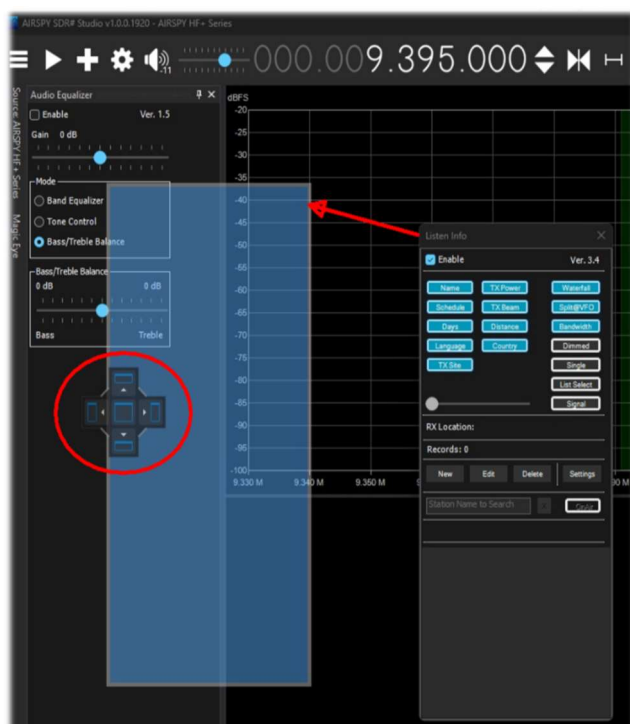 AIRSPY SDR# Studio v1.0.0.1920 - AIRSPY HF+ Series
-11
000.009.395.000
Source: AIRSPY HF+ Series
Magic Eye
Audio Equalizer
Enable Ver. 1.5
Gain 0 dB
Mode
Band Equalizer
Tone Control
Bass/Treble Balance
Bass/Treble Balance
0 dB 0 dB
Bass Treble
dBFS
-20
-25
-30
-35
-40
-45
-50
-55
-60
-65
-70
-75
-80
-85
-90
-95
-100
9.330 M 9.340 M 9.350 M
Listen Info
Enable Ver. 3.4
Name TX Power Waterfall
Schedule TX Beam Split@VFO
Days Distance Bandwidth
Language Country Dimmed
TX Site Single
List Select
Signal
RX Location:
Records: 0
New Edit Delete Settings
Station Name to Search